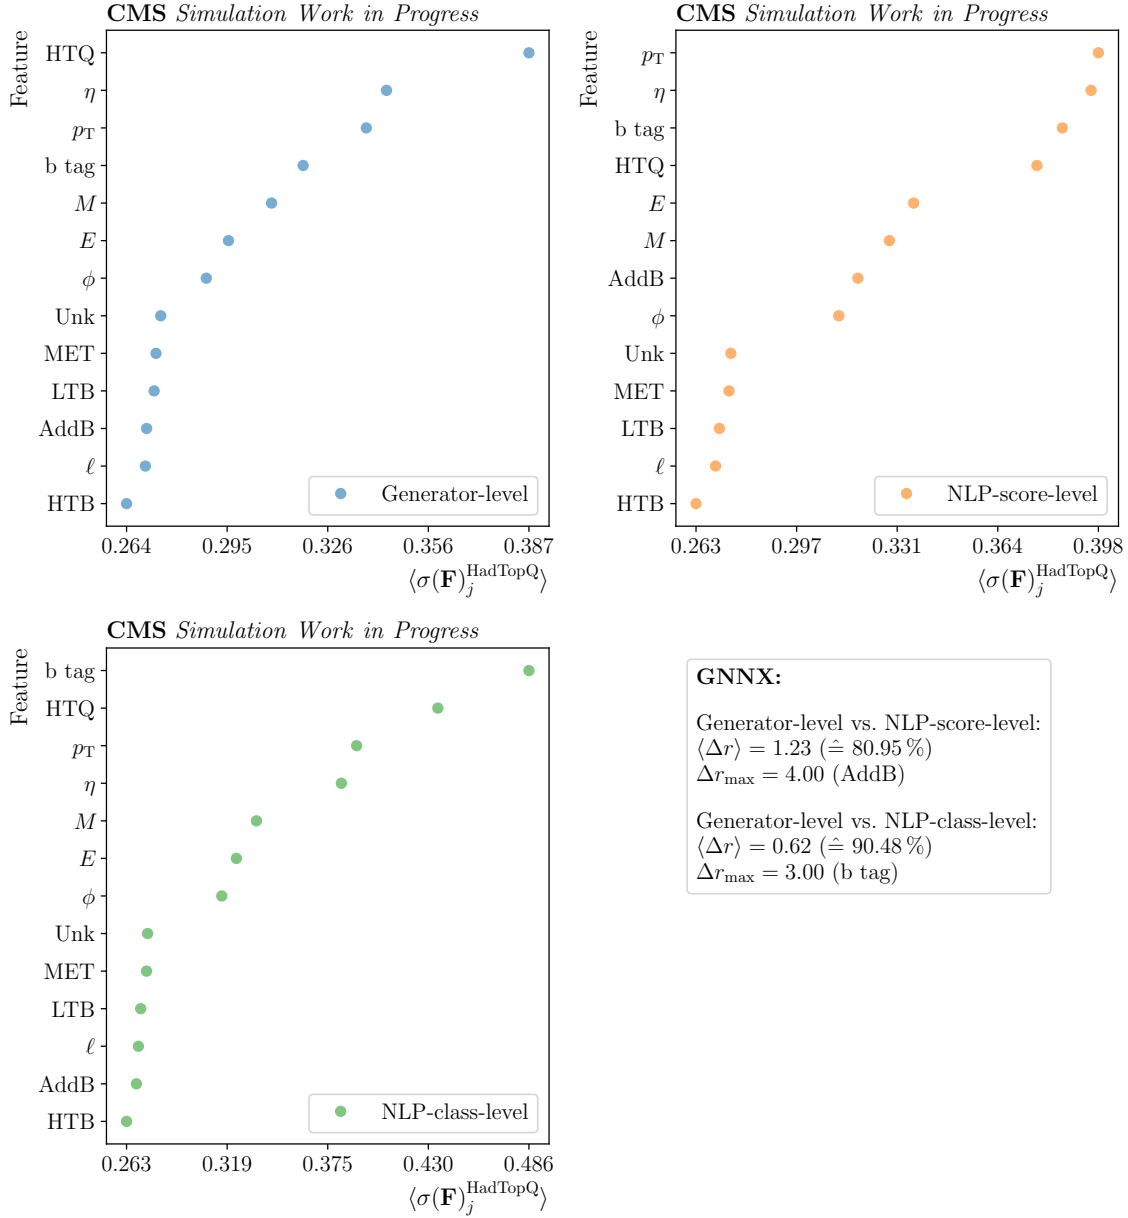 CMS Simulation Work in Progress
Feature
HTQ
η
pT
b tag
M
E
ϕ
Unk
MET
LTB
AddB
ℓ
HTB
Generator-level
0.264 0.295 0.326 0.356 0.387
⟨σ(F)_j^HadTopQ⟩
CMS Simulation Work in Progress
Feature
pT
η
b tag
HTQ
E
M
AddB
ϕ
Unk
MET
LTB
ℓ
HTB
NLP-score-level
0.263 0.297 0.331 0.364 0.398
⟨σ(F)_j^HadTopQ⟩
CMS Simulation Work in Progress
Feature
b tag
HTQ
pT
η
M
E
ϕ
Unk
MET
LTB
ℓ
AddB
HTB
NLP-class-level
0.263 0.319 0.375 0.430 0.486
⟨σ(F)_j^HadTopQ⟩
GNNX:
Generator-level vs. NLP-score-level:
⟨Δr⟩ = 1.23 (≙ 80.95 %)
Δr_max = 4.00 (AddB)
Generator-level vs. NLP-class-level:
⟨Δr⟩ = 0.62 (≙ 90.48 %)
Δr_max = 3.00 (b tag)